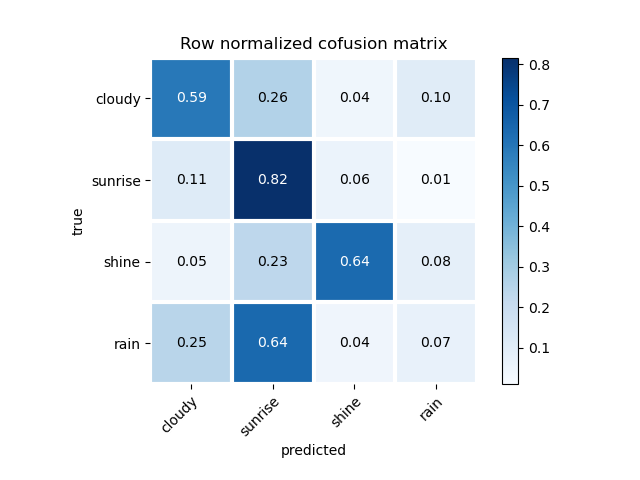 Row normalized cofusion matrix
cloudy 0.59 0.26 0.04 0.10
sunrise 0.11 0.82 0.06 0.01
shine 0.05 0.23 0.64 0.08
rain 0.25 0.64 0.04 0.07
true
cloudy sunrise shine rain
predicted
0.8
0.7
0.6
0.5
0.4
0.3
0.2
0.1